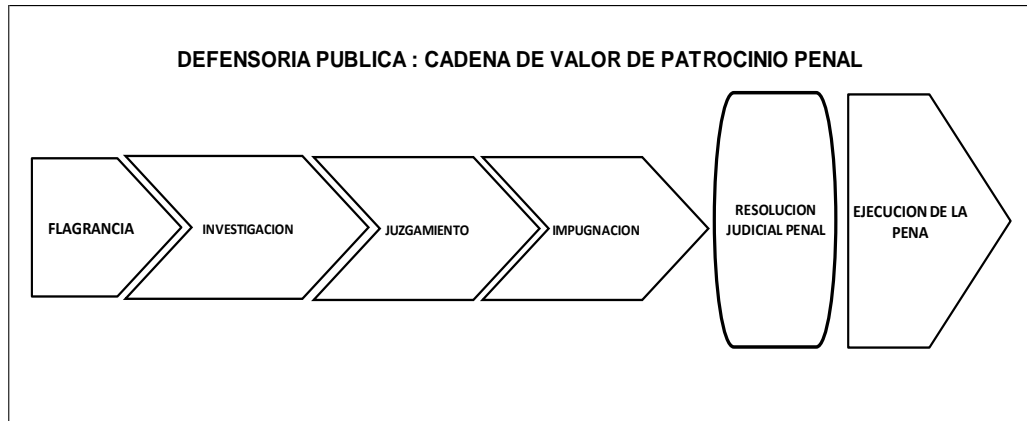 DEFENSORIA PUBLICA : CADENA DE VALOR DE PATROCINIO PENAL
FLAGRANCIA
INVESTIGACION
JUZGAMIENTO
IMPUGNACION
RESOLUCION
JUDICIAL PENAL
EJECUCION DE LA
PENA